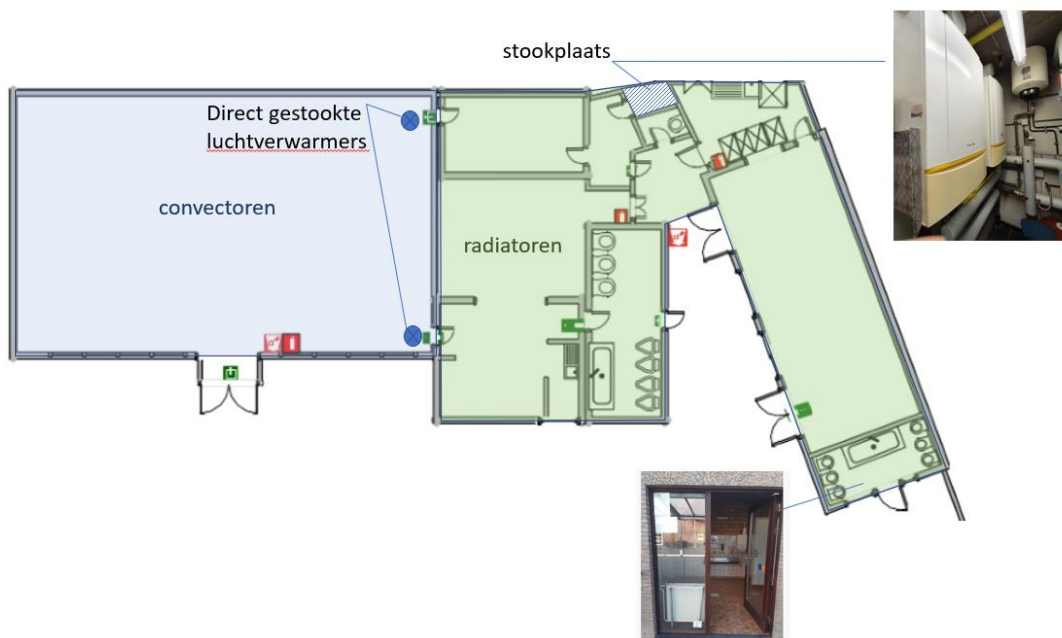 stookplaats
Direct gestookte
luchtverwarmers
convectoren
radiatoren